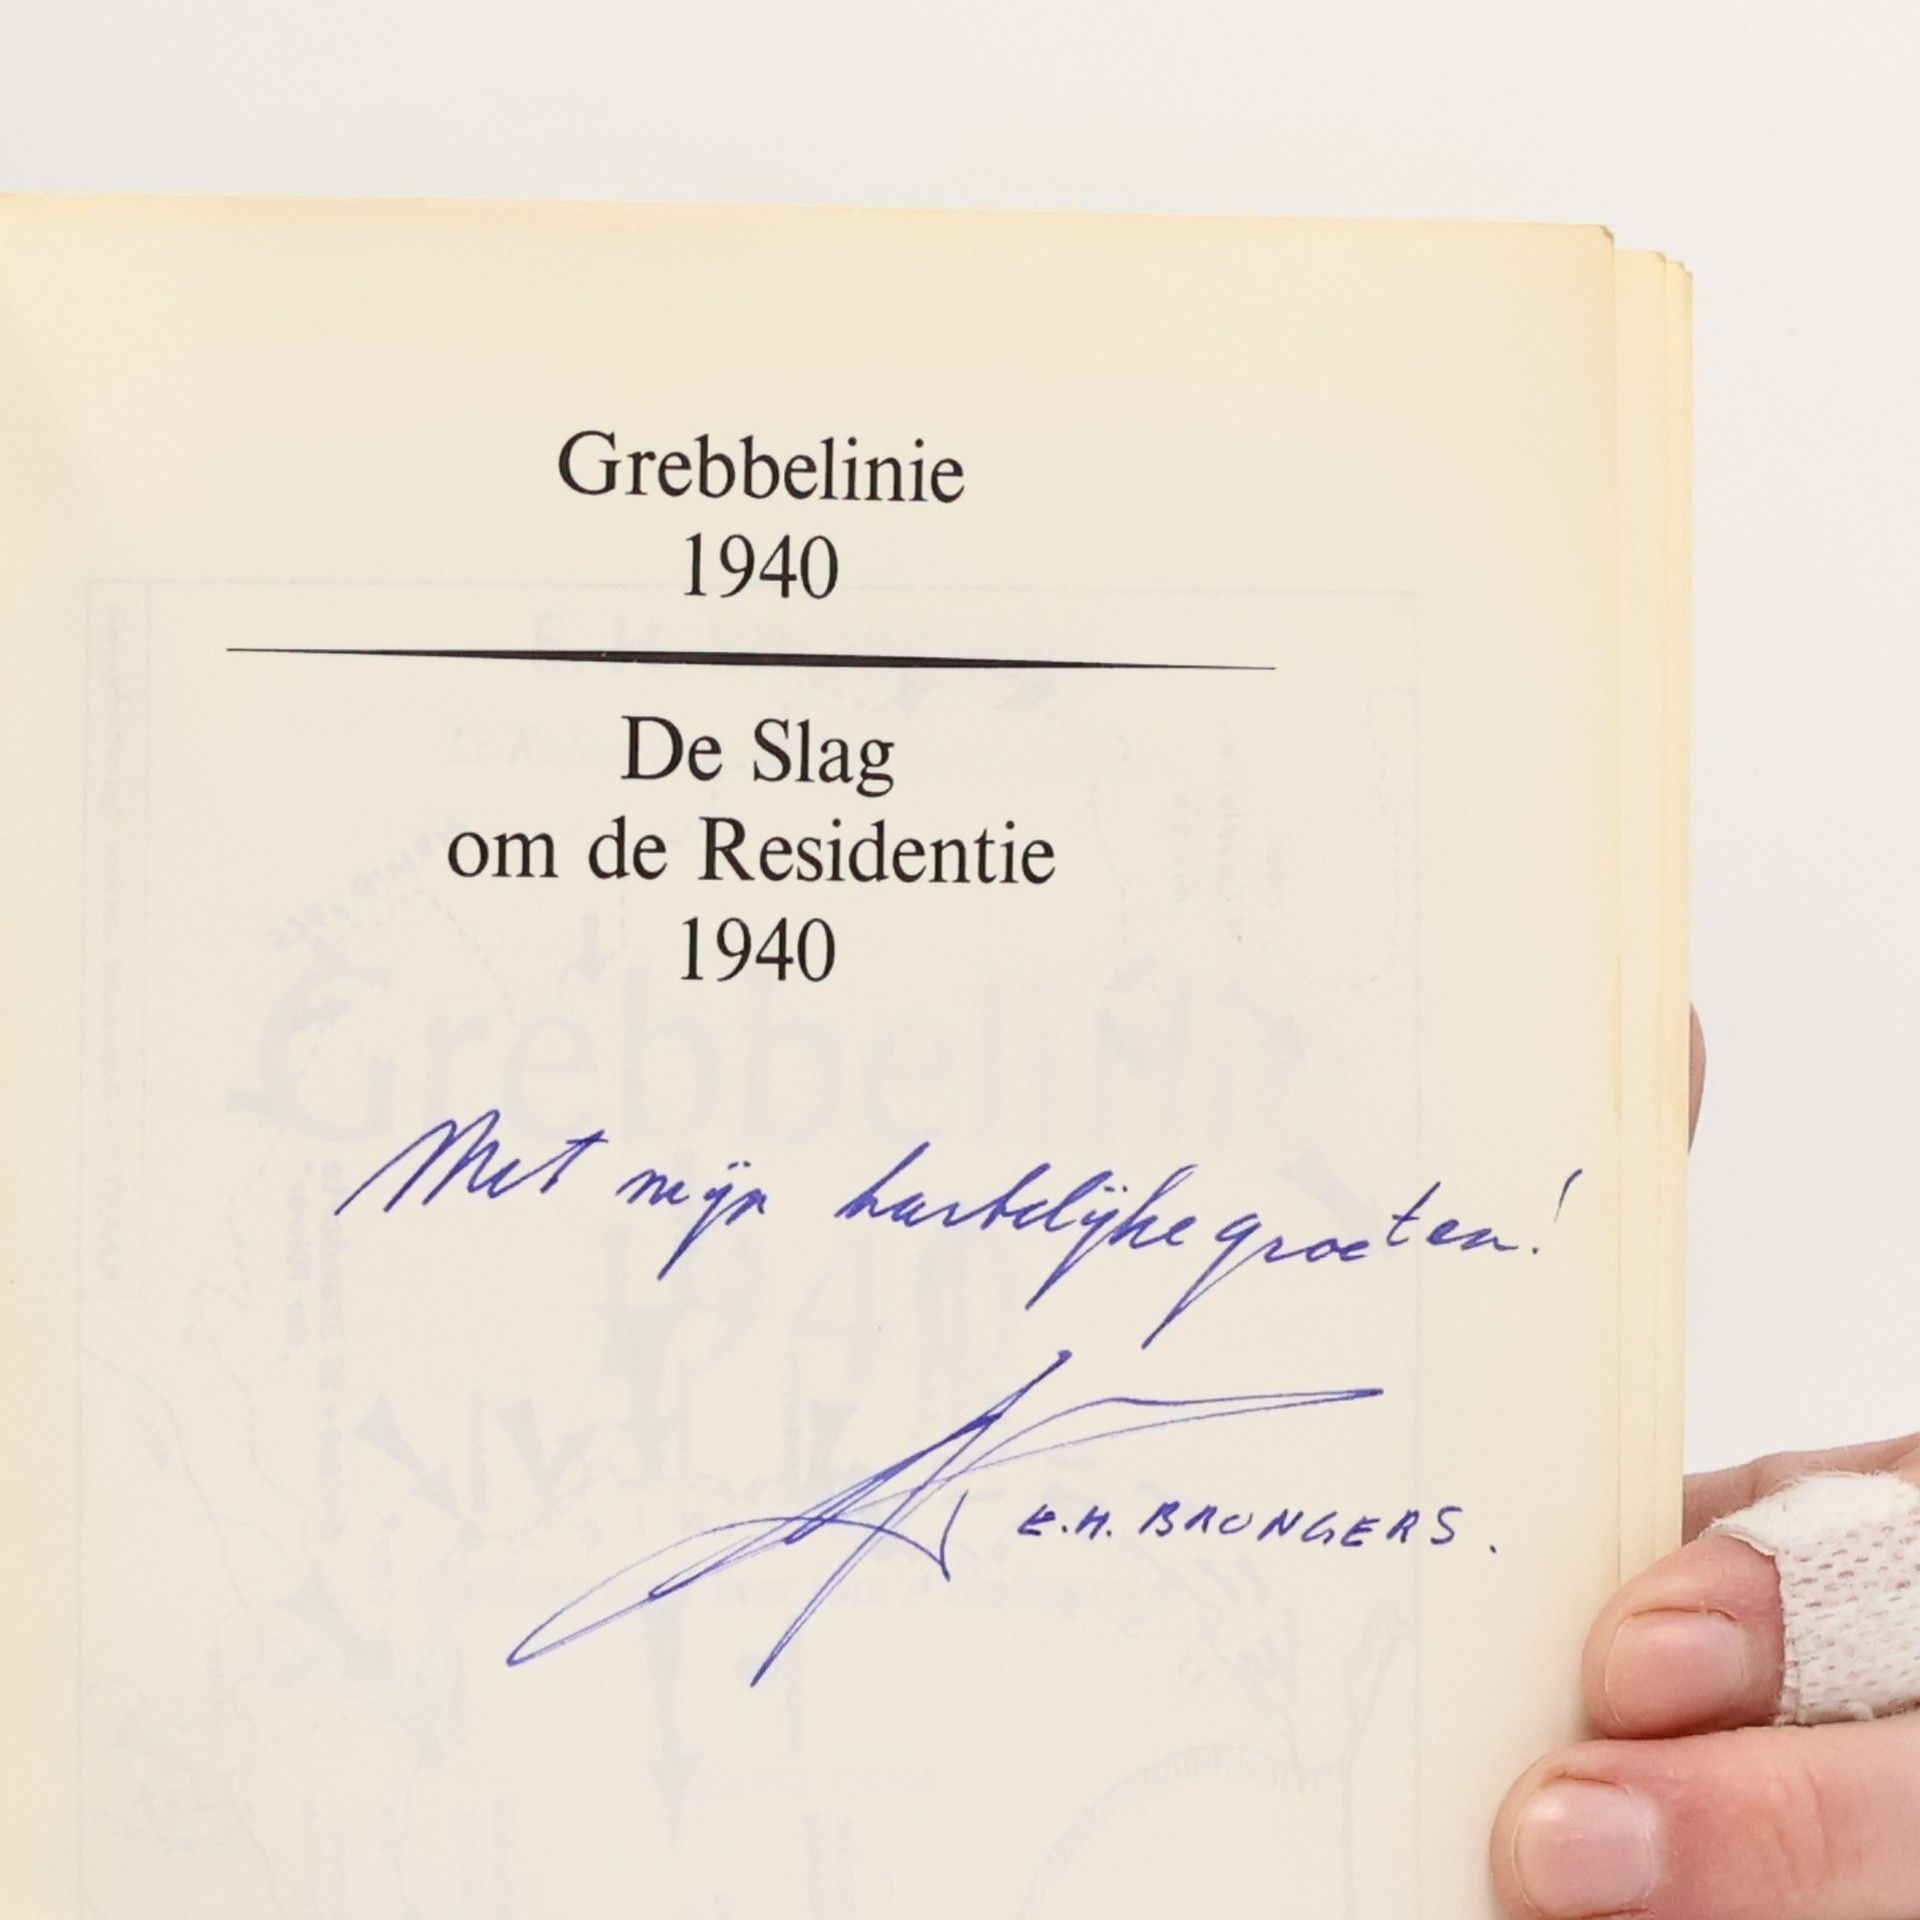 Grebbelinie
1940
De Slag
om de Residentie
1940
Met mijn hartelijke groeten!
E.H. BRONGERS.